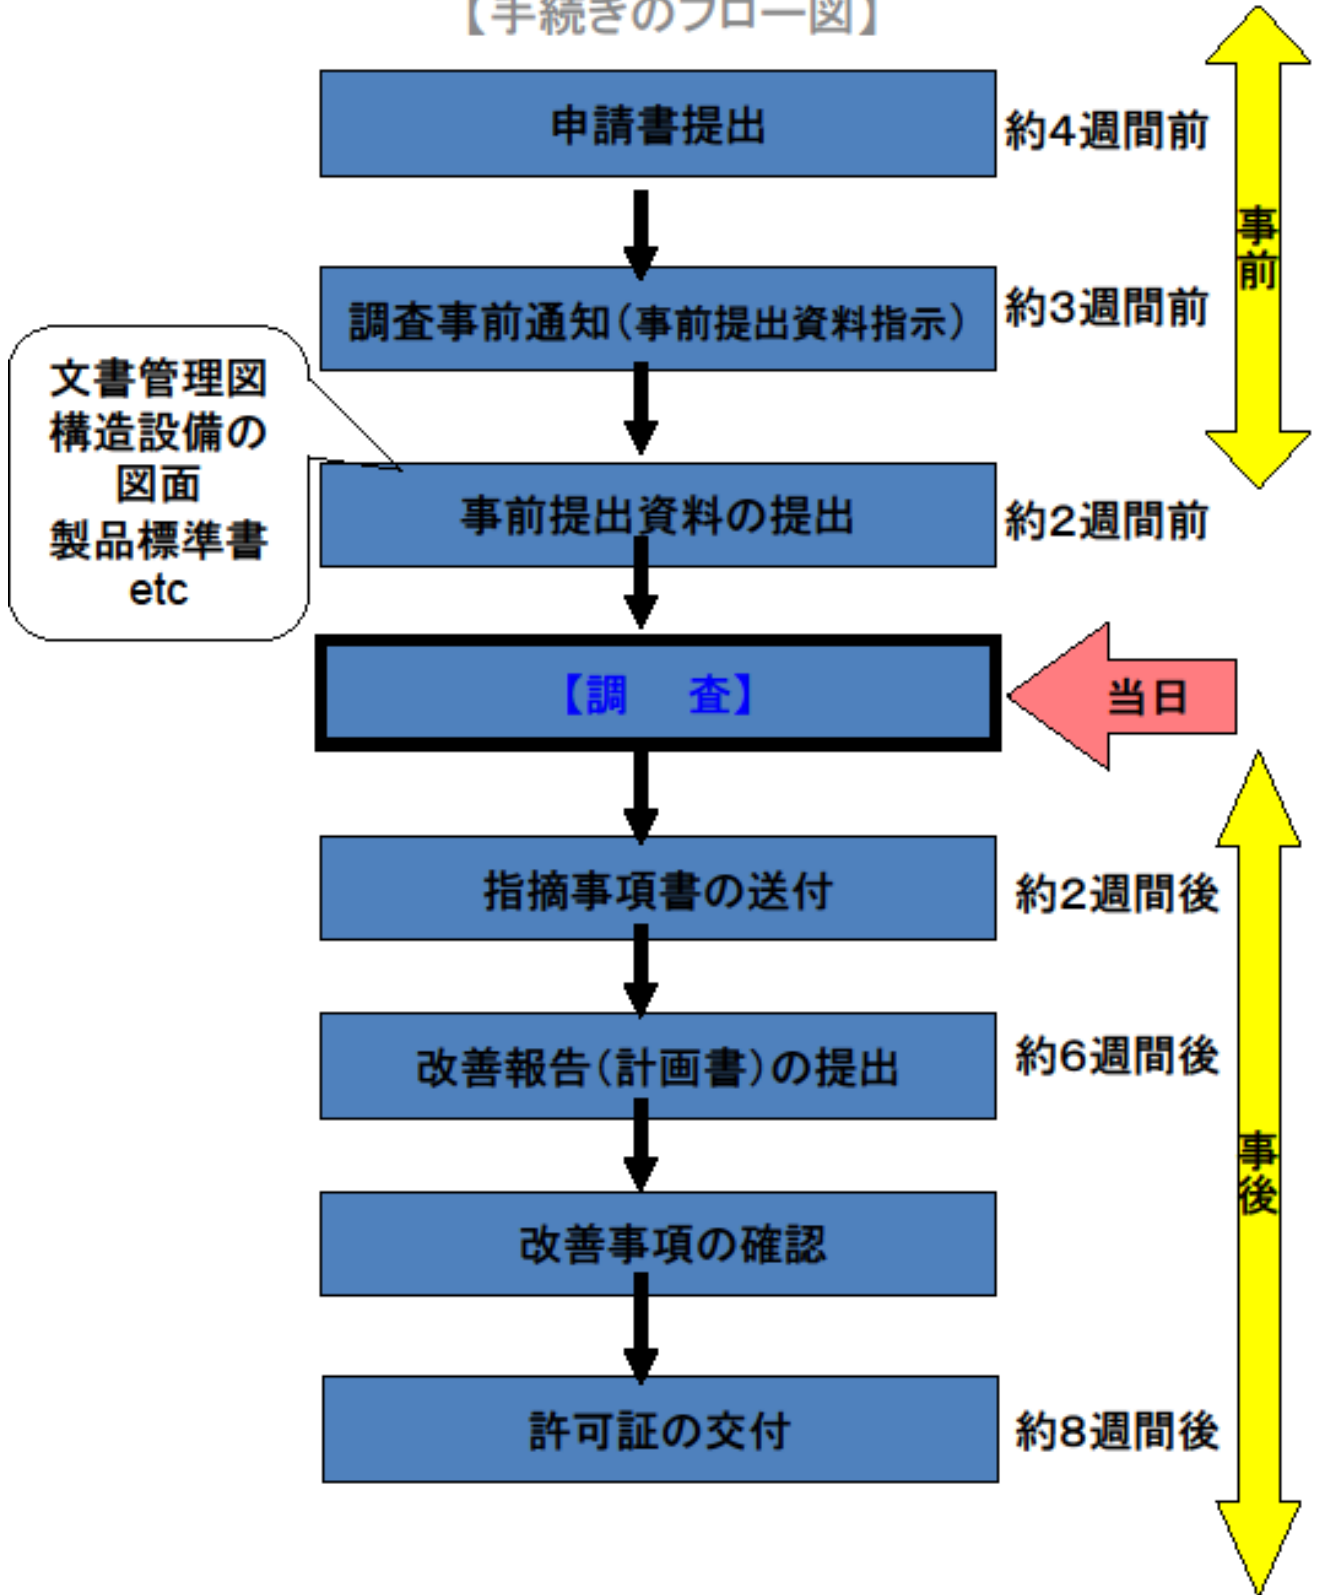 【手続きのフロー図】
申請書提出
約4週間前
調査事前通知(事前提出資料指示)
約3週間前
事前
文書管理図
構造設備の
図面
製品標準書
etc
事前提出資料の提出
約2週間前
【調　査】
当日
指摘事項書の送付
約2週間後
改善報告(計画書)の提出
約6週間後
事後
改善事項の確認
許可証の交付
約8週間後